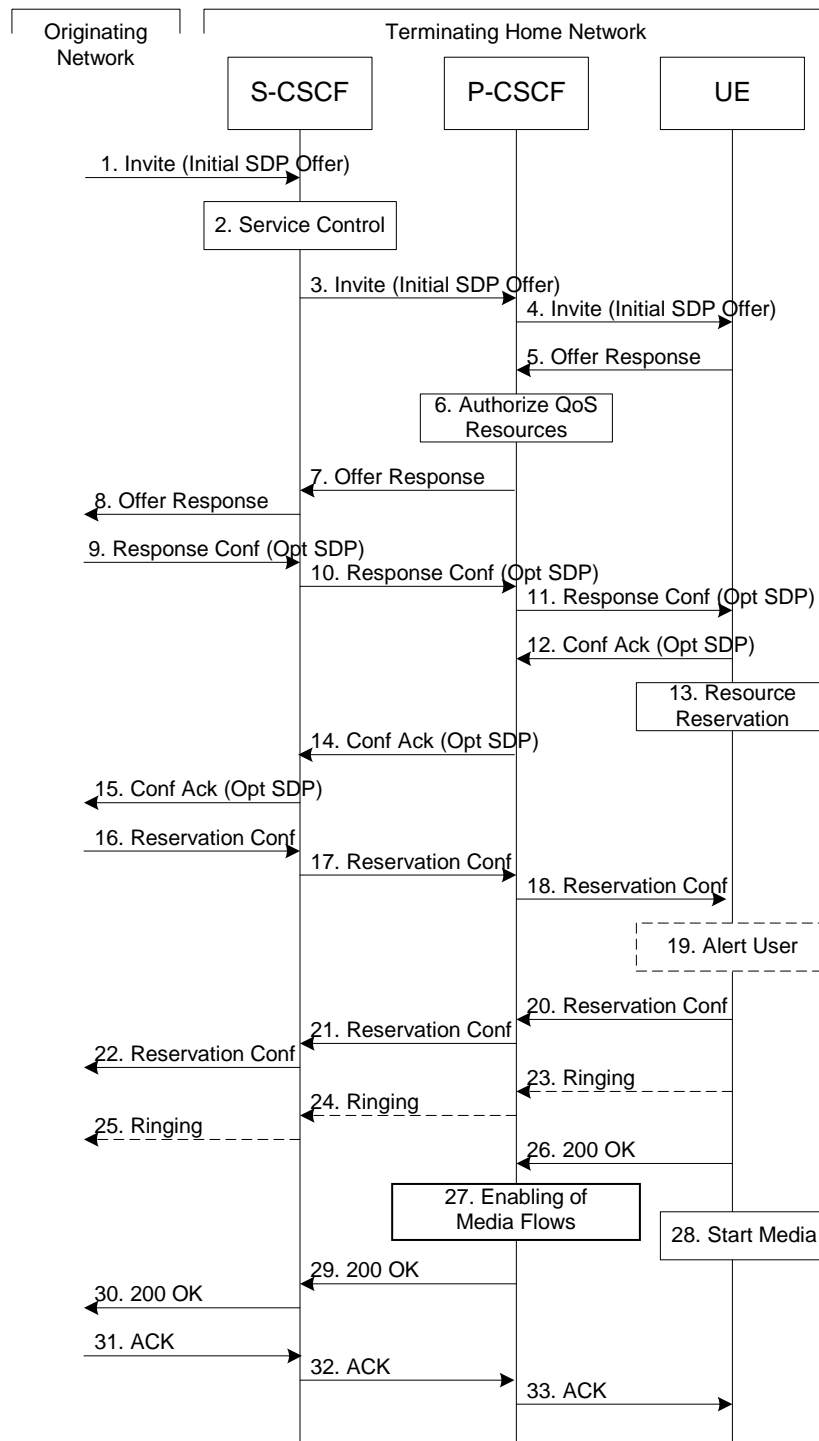 Originating
Network
Terminating Home Network
S-CSCF
P-CSCF
UE
1. Invite (Initial SDP Offer)
2. Service Control
3. Invite (Initial SDP Offer)
4. Invite (Initial SDP Offer)
5. Offer Response
6. Authorize QoS
Resources
7. Offer Response
8. Offer Response
9. Response Conf (Opt SDP)
10. Response Conf (Opt SDP)
11. Response Conf (Opt SDP)
12. Conf Ack (Opt SDP)
13. Resource
Reservation
14. Conf Ack (Opt SDP)
15. Conf Ack (Opt SDP)
16. Reservation Conf
17. Reservation Conf
18. Reservation Conf
19. Alert User
20. Reservation Conf
21. Reservation Conf
22. Reservation Conf
23. Ringing
24. Ringing
25. Ringing
26. 200 OK
27. Enabling of
Media Flows
28. Start Media
29. 200 OK
30. 200 OK
31. ACK
32. ACK
33. ACK